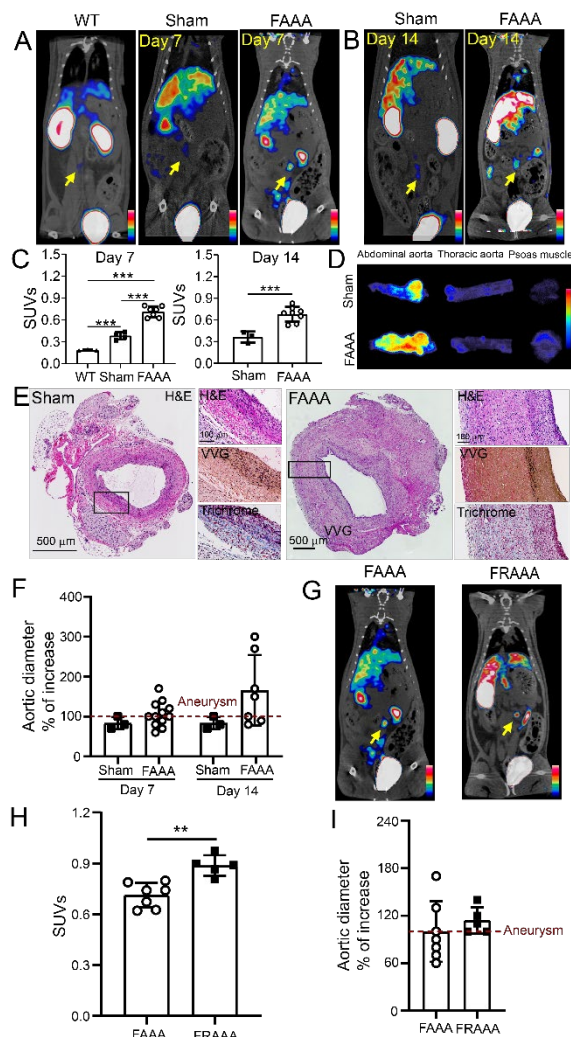 WT Sham FAAA Sham FAAA
A Day 7 Day 7 B Day 14 Day 14
C Day 7 Day 14 D Abdominal aorta Thoracic aorta Psoas muscle
SUVs
1.5
1.2
0.9
0.6
0.3
0.0
***
***
***
WT Sham FAAA
SUVs
1.5
1.2
0.9
0.6
0.3
0.0
***
Sham FAAA
Sham
FAAA
E Sham H&E H&E FAAA H&E
100 µm
VVG VVG
Trichrome Trichrome
500 µm
500 µm
VVG
F
Aortic diameter
% of increase
400
300
200
100
0
Aneurysm
Sham FAAA Sham FAAA
Day 7 Day 14
G FAAA FRAAA
H
SUVs
1.2
0.9
0.6
0.3
0.0
**
FAAA FRAAA
I
Aortic diameter
% of increase
240
180
120
60
0
Aneurysm
FAAA FRAAA